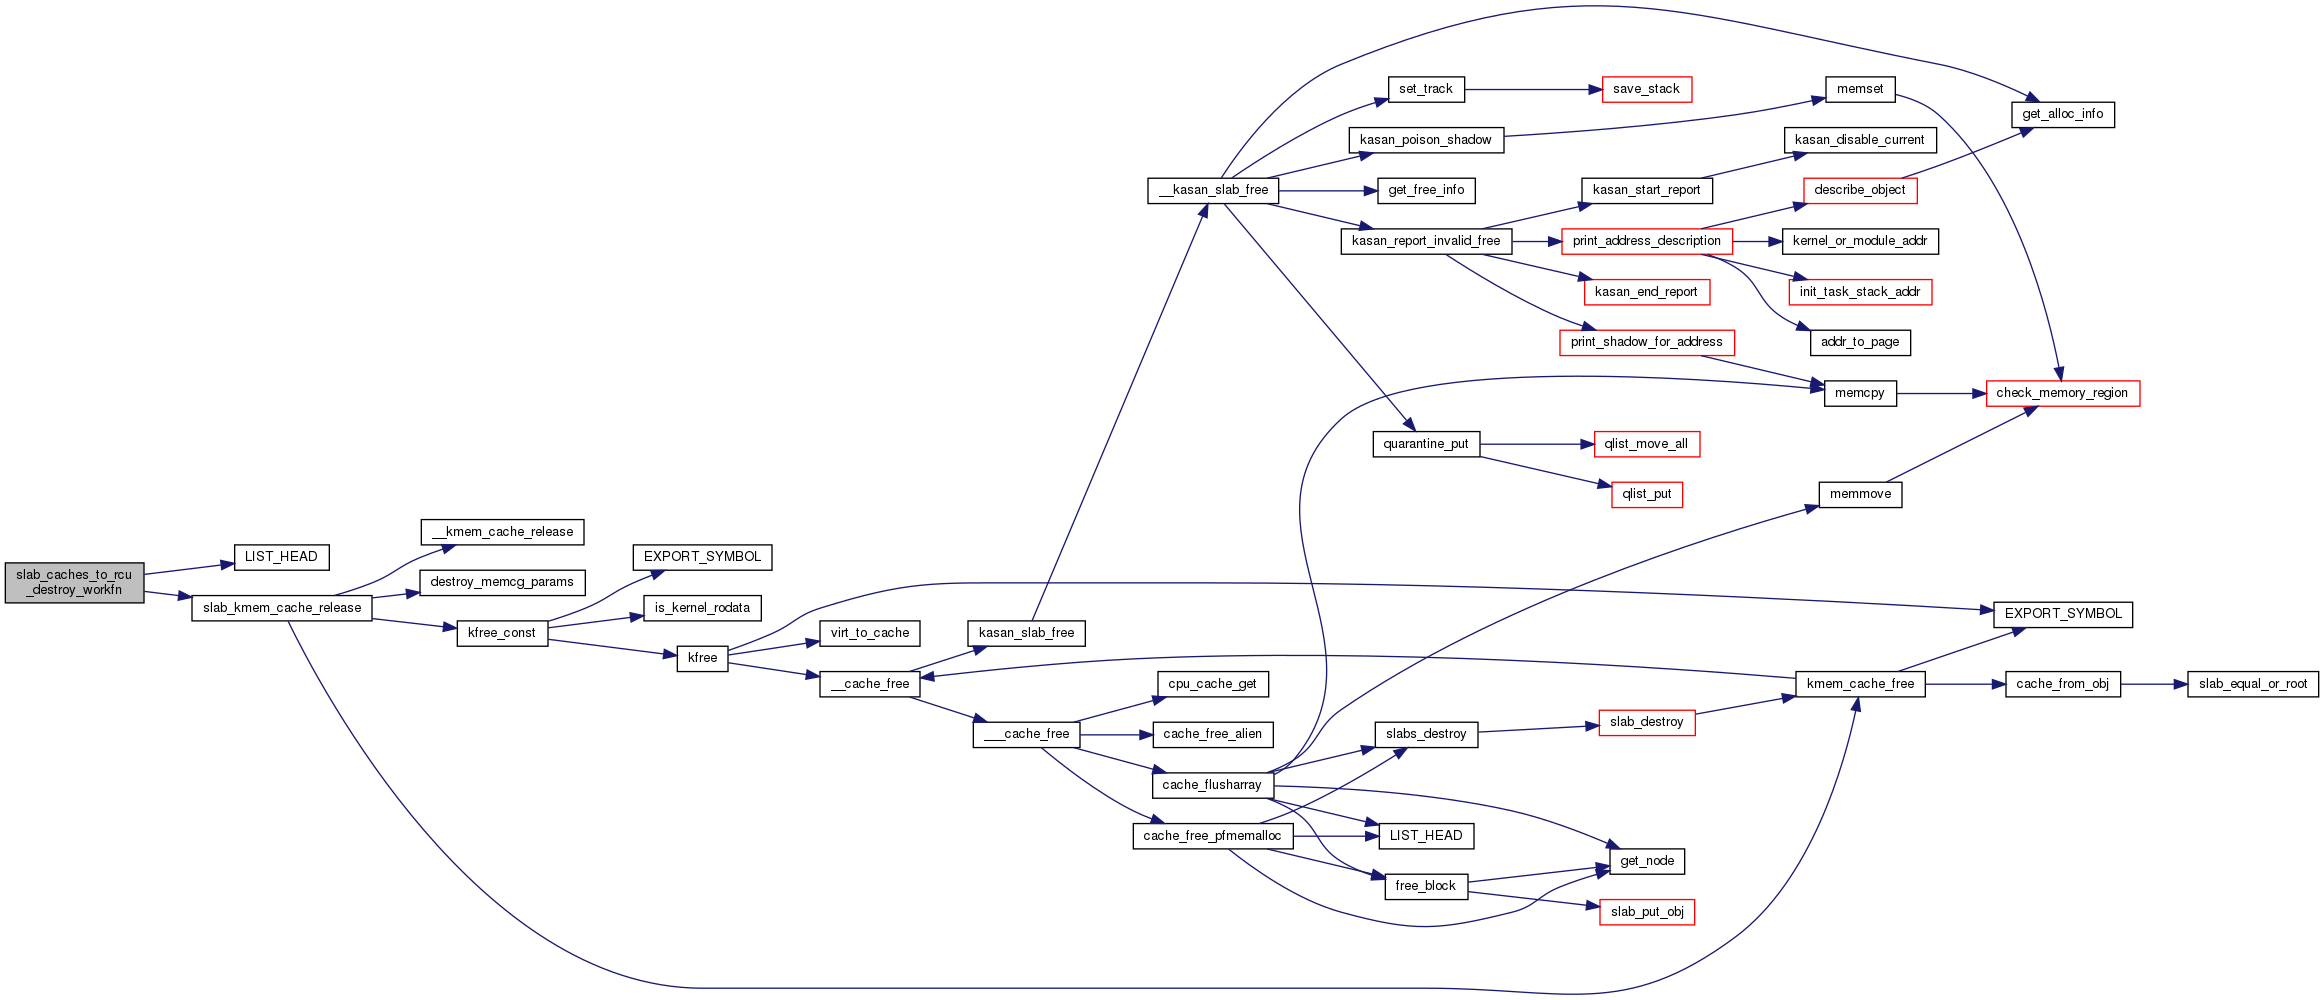 slab_caches_to_rcu
_destroy_workfn
LIST_HEAD
slab_kmem_cache_release
__kmem_cache_release
destroy_memcg_params
kfree_const
EXPORT_SYMBOL
is_kernel_rodata
kfree
virt_to_cache
__cache_free
kasan_slab_free
___cache_free
__kasan_slab_free
cpu_cache_get
cache_free_alien
cache_flusharray
cache_free_pfmemalloc
set_track
kasan_poison_shadow
get_free_info
kasan_report_invalid_free
quarantine_put
slabs_destroy
LIST_HEAD
free_block
save_stack
kasan_start_report
print_address_description
kasan_end_report
print_shadow_for_address
qlist_move_all
qlist_put
slab_destroy
get_node
slab_put_obj
memset
kasan_disable_current
describe_object
kernel_or_module_addr
init_task_stack_addr
addr_to_page
memcpy
memmove
kmem_cache_free
get_alloc_info
check_memory_region
EXPORT_SYMBOL
cache_from_obj
slab_equal_or_root